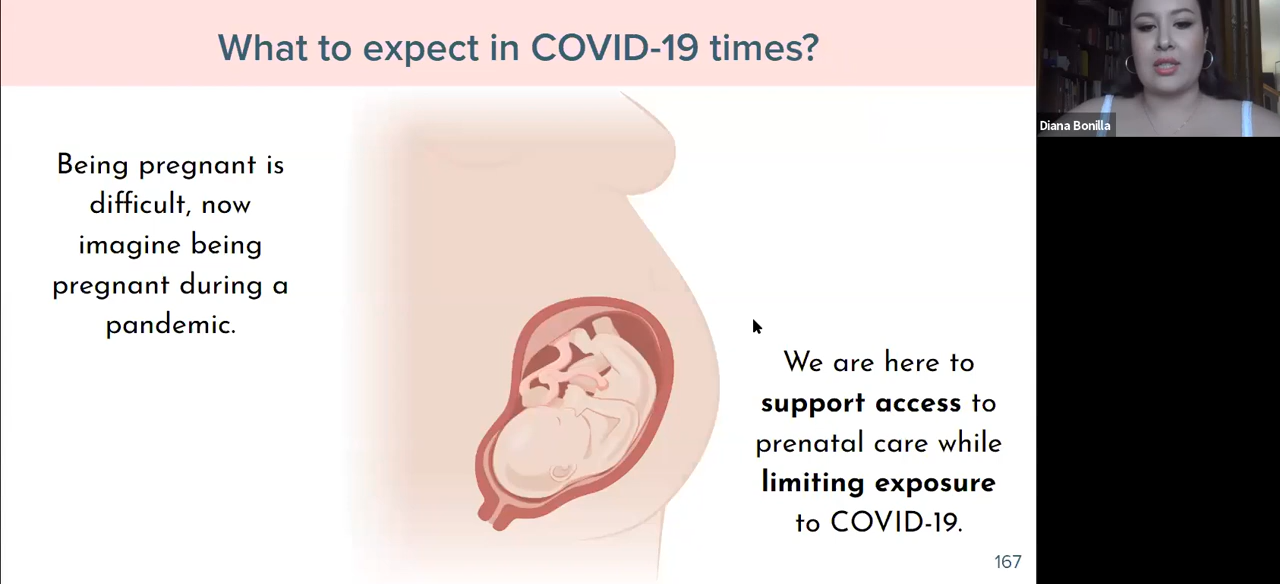 What to expect in COVID-19 times?
Diana Bonilla
Being pregnant is
difficult, now
imagine being
pregnant during a
pandemic.
We are here to
support access to
prenatal care while
limiting exposure
to COVID-19.
167